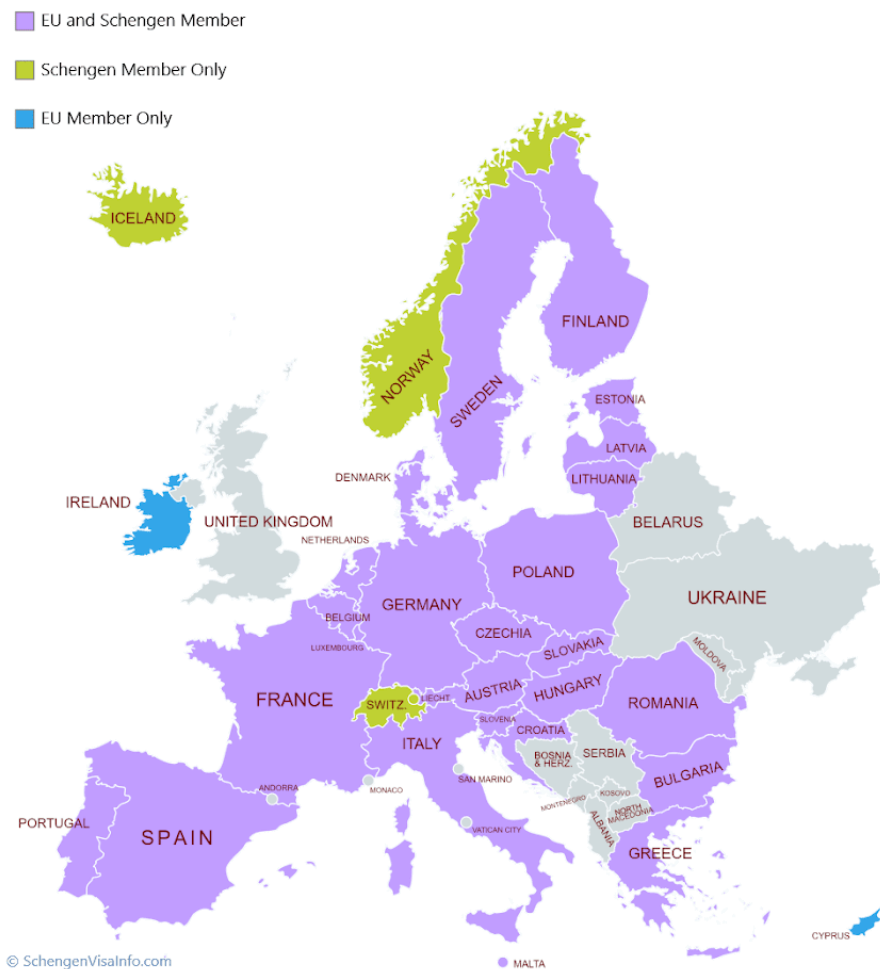 EU and Schengen Member
Schengen Member Only
EU Member Only
ICELAND
FINLAND
NORWAY
SWEDEN
ESTONIA
LATVIA
DENMARK
LITHUANIA
IRELAND
UNITED KINGDOM
BELARUS
NETHERLANDS
POLAND
UKRAINE
GERMANY
BELGIUM
CZECHIA
LUXEMBOURG
SLOVAKIA
MOLDOVA
AUSTRIA
HUNGARY
FRANCE
SWITZ.
LIECHT
ROMANIA
SLOVENIA
CROATIA
ITALY
BOSNIA
& HERZ.
SERBIA
SAN MARINO
BULGARIA
ANDORRA
MONACO
KOSOVO
MONTENEGRO
NORTH
MACEDONIA
PORTUGAL
SPAIN
VATICAN CITY
ALBANIA
GREECE
CYPRUS
MALTA
© SchengenVisaInfo.com